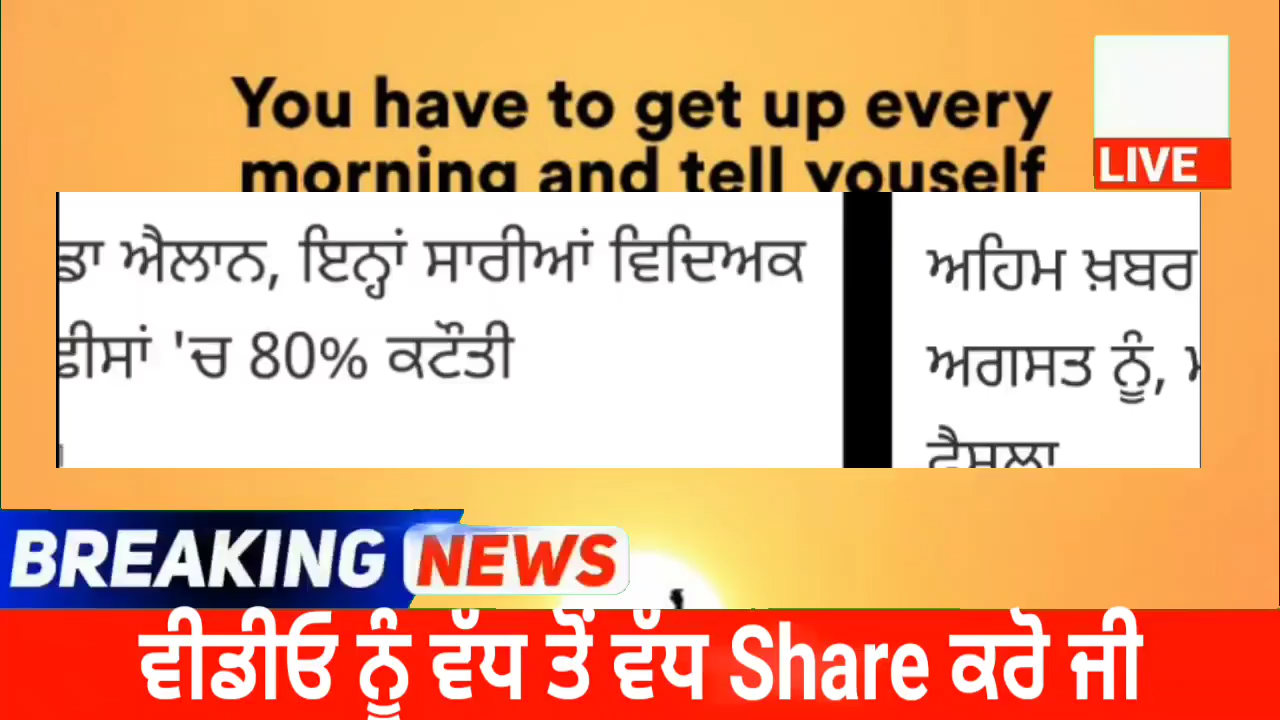 You have to get up every
morning and tell youself
LIVE
ਐਲਾਨ, ਇਨ੍ਹਾਂ ਸਾਰੀਆਂ ਵਿਦਿਅਕ
'ਚ 80% ਕਟੌਤੀ
ਅਹਿਮ ਖ਼ਬਰ
ਅਗਸਤ ਨੂੰ,
ਫੈਸਲਾ
BREAKING NEWS
ਵੀਡੀਓ ਨੂੰ ਵੱਧ ਤੋਂ ਵੱਧ Share ਕਰੋ ਜੀ